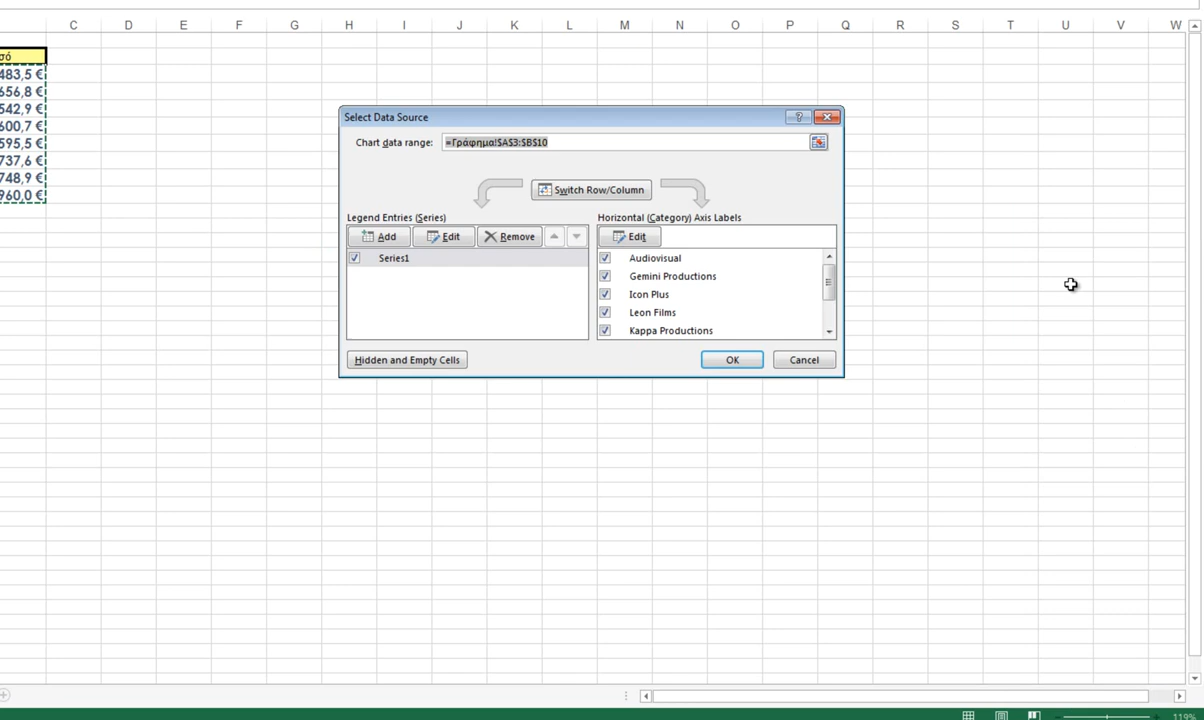 C D E F G H I J K L M N O P Q R S T U V W
σό
483,5 €
656,8 €
542,9 €
600,7 €
595,5 €
737,6 €
748,9 €
960,0 €
Select Data Source
?
Chart data range: =Γράφημα!$A$3:$B$10
Switch Row/Column
Legend Entries (Series)
Add Edit Remove
Series1
Horizontal (Category) Axis Labels
Edit
Audiovisual
Gemini Productions
Icon Plus
Leon Films
Kappa Productions
Hidden and Empty Cells
OK Cancel
119%